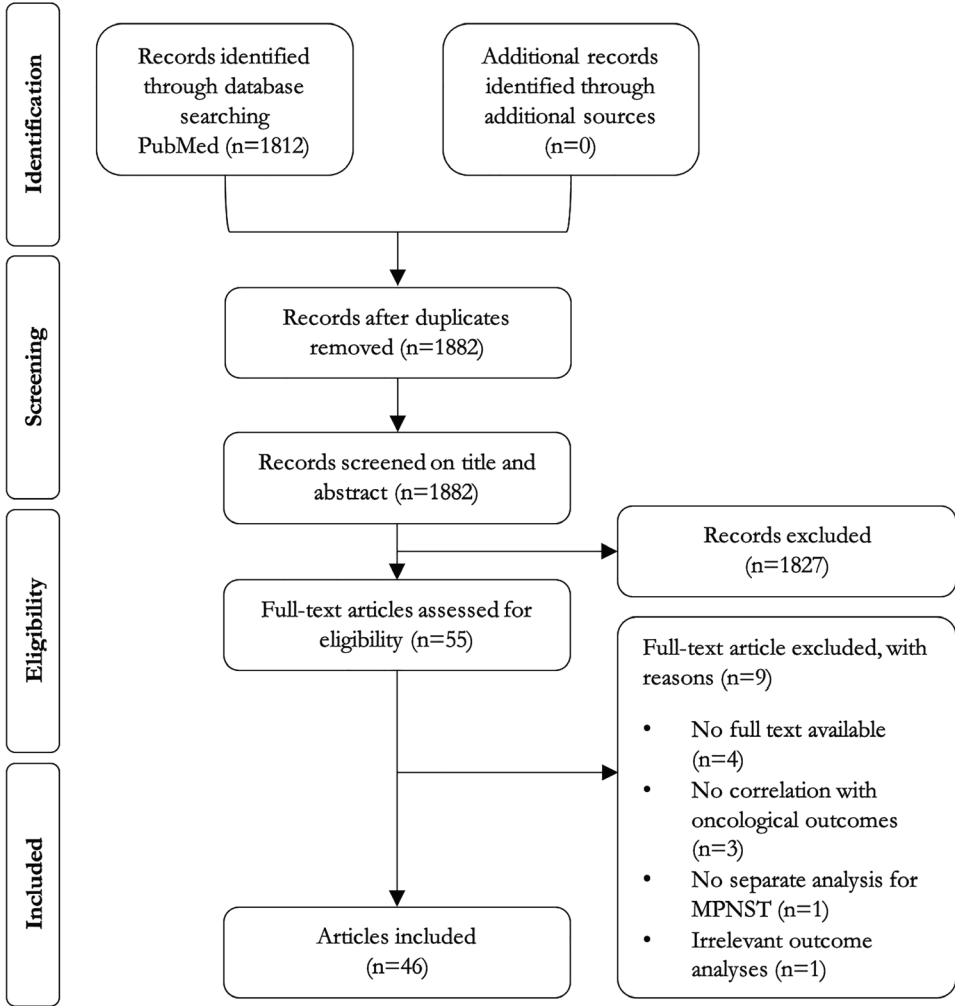 Identification
Records identified
through database
searching
PubMed (n=1812)
Additional records
identified through
additional sources
(n=0)
Screening
Records after duplicates
removed (n=1882)
Records screened on title and
abstract (n=1882)
Records excluded
(n=1827)
Eligibility
Full-text articles assessed for
eligibility (n=55)
Full-text article excluded, with
reasons (n=9)
• No full text available
(n=4)
• No correlation with
oncological outcomes
(n=3)
• No separate analysis for
MPNST (n=1)
• Irrelevant outcome
analyses (n=1)
Included
Articles included
(n=46)